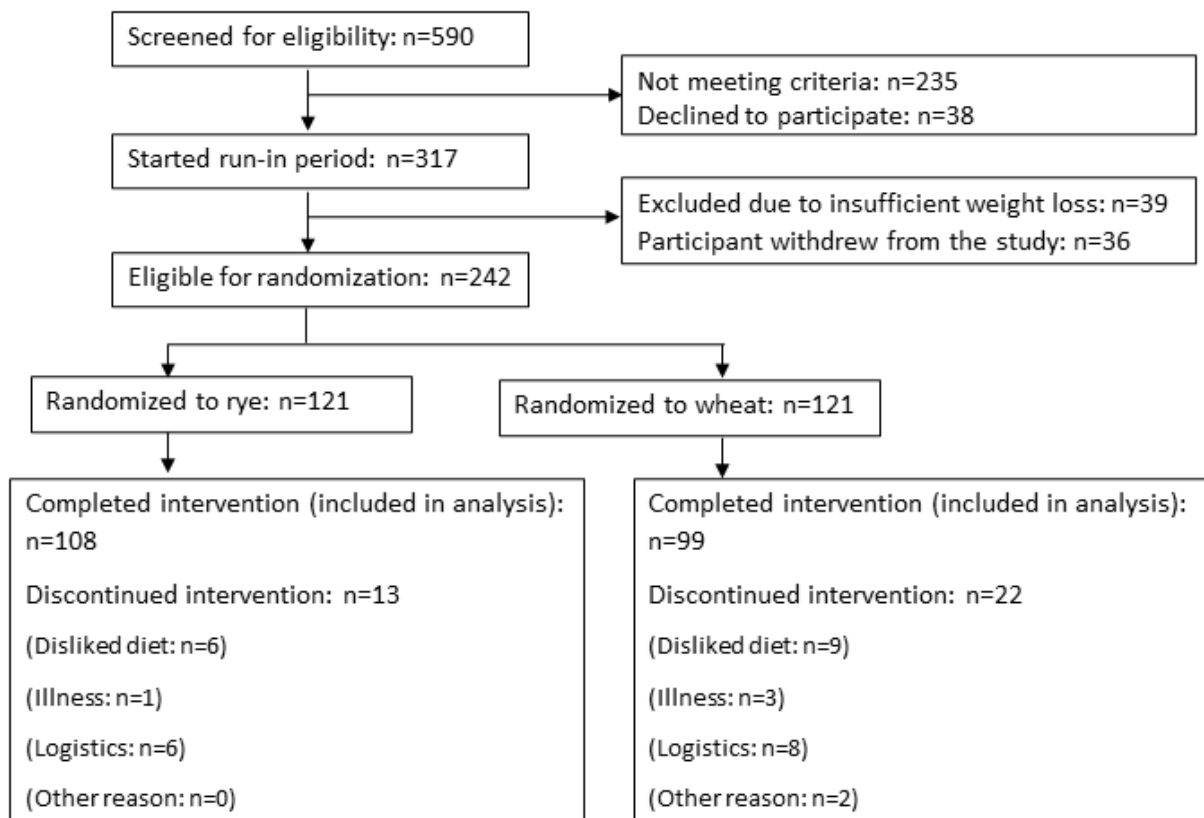 Screened for eligibility: n=590
Not meeting criteria: n=235
Declined to participate: n=38
Started run-in period: n=317
Excluded due to insufficient weight loss: n=39
Participant withdrew from the study: n=36
Eligible for randomization: n=242
Randomized to rye: n=121
Randomized to wheat: n=121
Completed intervention (included in analysis):
n=108
Discontinued intervention: n=13
(Disliked diet: n=6)
(Illness: n=1)
(Logistics: n=6)
(Other reason: n=0)
Completed intervention (included in analysis):
n=99
Discontinued intervention: n=22
(Disliked diet: n=9)
(Illness: n=3)
(Logistics: n=8)
(Other reason: n=2)